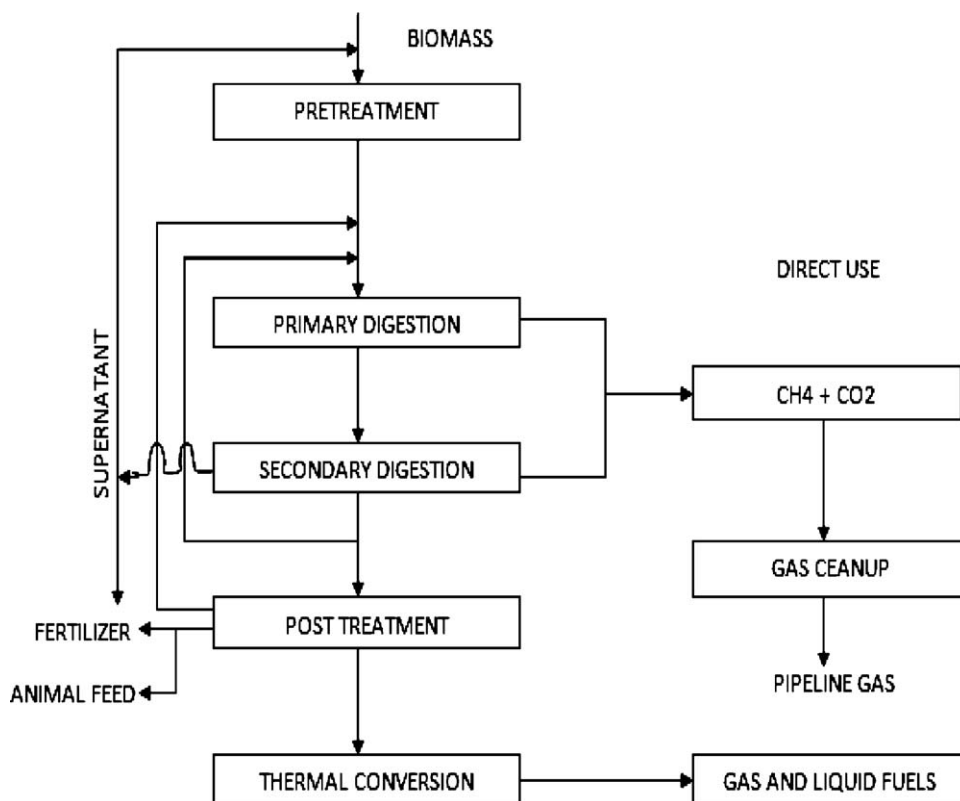 BIOMASS
PRETREATMENT
DIRECT USE
PRIMARY DIGESTION
CH4 + CO2
SUPERNATANT
SECONDARY DIGESTION
GAS CEANUP
POST TREATMENT
FERTILIZER
PIPELINE GAS
ANIMAL FEED
THERMAL CONVERSION
GAS AND LIQUID FUELS